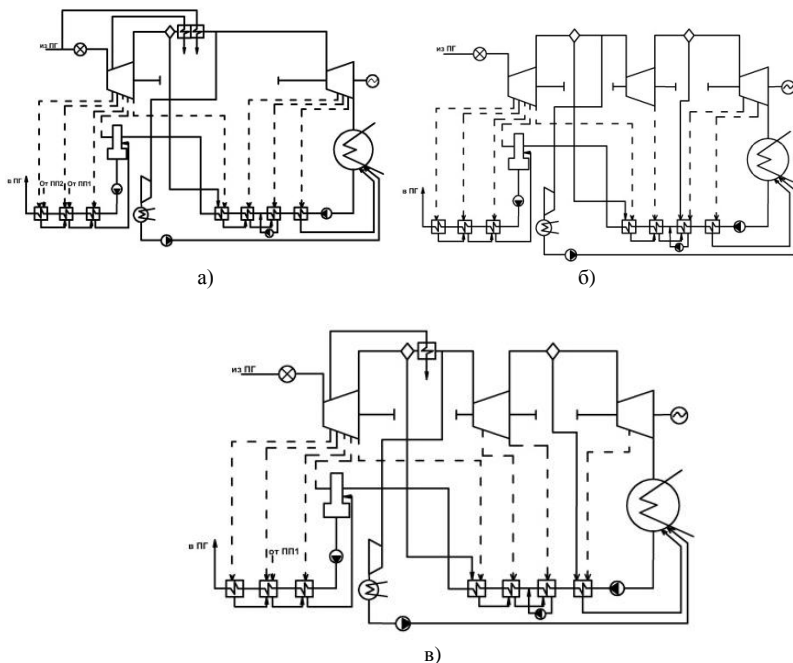 из ПГ
От ПП2
От ПП1
в ПГ
а)
из ПГ
в ПГ
б)
из ПГ
в ПГ
от ПП1
в)